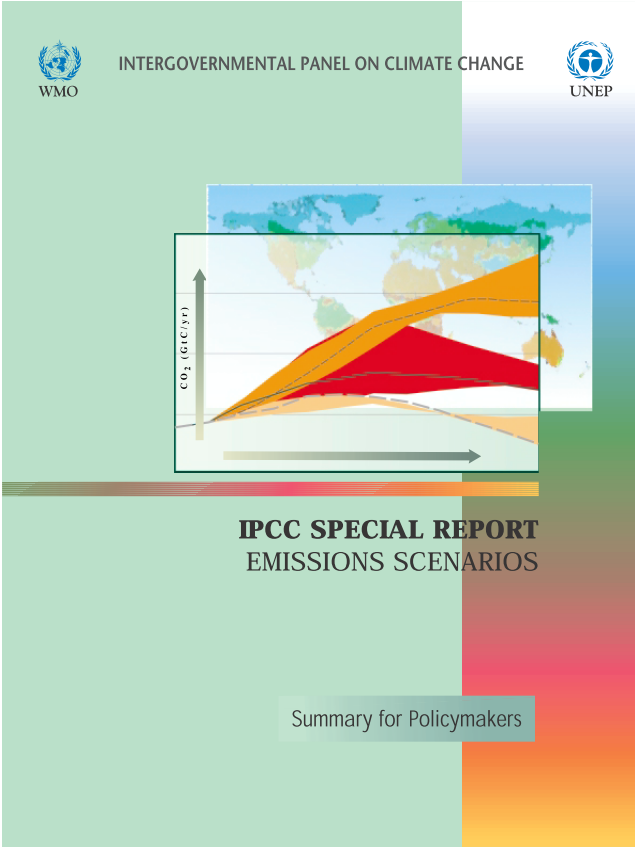 INTERGOVERNMENTAL PANEL ON CLIMATE CHANGE
WMO
UNEP
CO2 (GtC/yr)
IPCC SPECIAL REPORT
EMISSIONS SCENARIOS
Summary for Policymakers